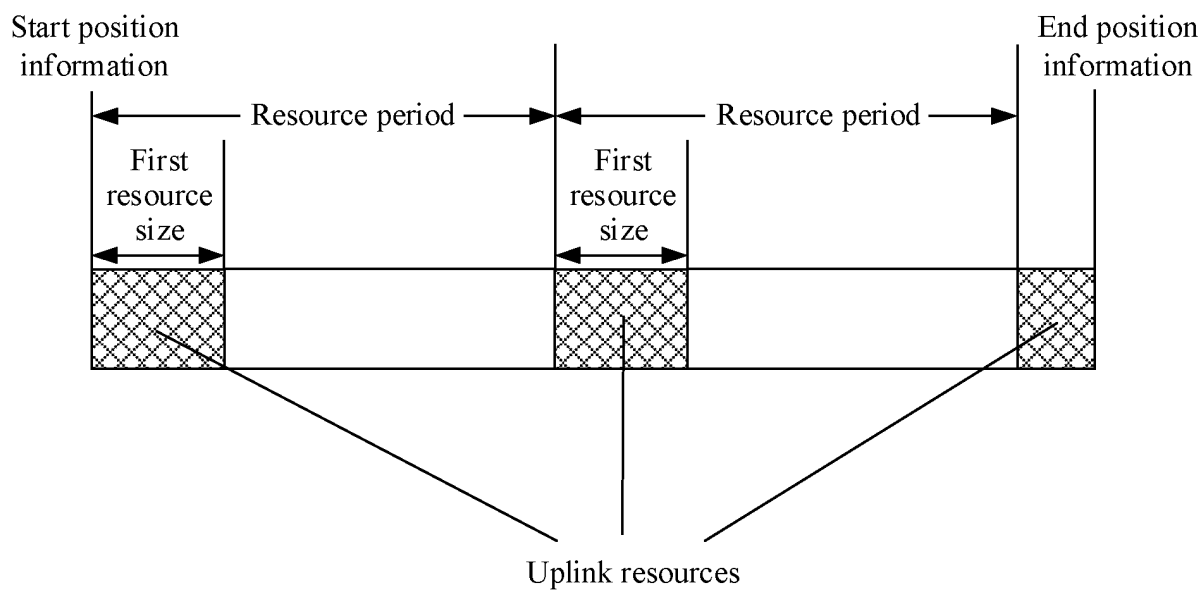 Start position
information
End position
information
Resource period
Resource period
First
resource
size
First
resource
size
Uplink resources